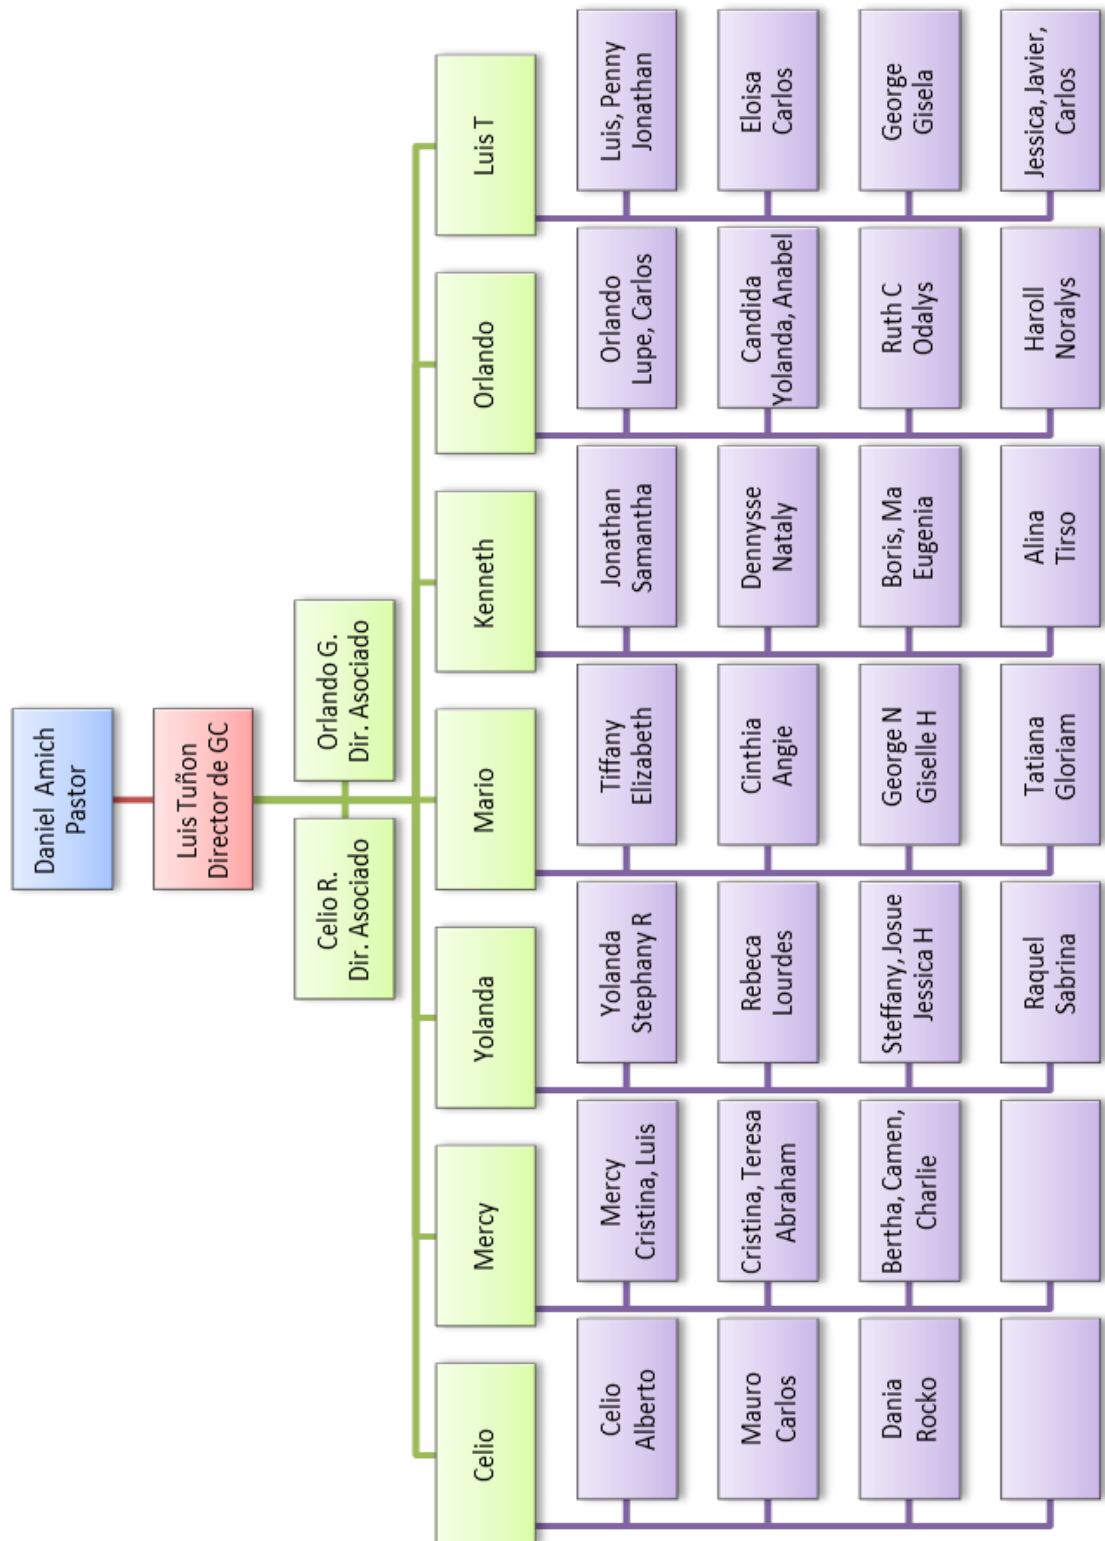 Daniel Amich
Pastor
Luis Tuñon
Director de GC
Celio R.
Dir. Asociado
Orlando G.
Dir. Asociado
Celio
Celio
Alberto
Mauro
Carlos
Dania
Rocko
Mercy
Mercy
Cristina, Luis
Cristina, Teresa
Abraham
Bertha, Camen,
Charlie
Yolanda
Yolanda
Stephany R
Rebeca
Lourdes
Steffany, Josue
Jessica H
Raquel
Sabrina
Mario
Tiffany
Elizabeth
Cinthia
Angie
George N
Giselle H
Tatiana
Gloriam
Kenneth
Jonathan
Samantha
Dennysse
Nataly
Boris, Ma
Eugenia
Alina
Tirso
Orlando
Orlando
Lupe, Carlos
Candida
Yolanda, Anabel
Ruth C
Odalys
Haroll
Noralys
Luis T
Luis, Penny
Jonathan
Eloisa
Carlos
George
Gisela
Jessica, Javier,
Carlos